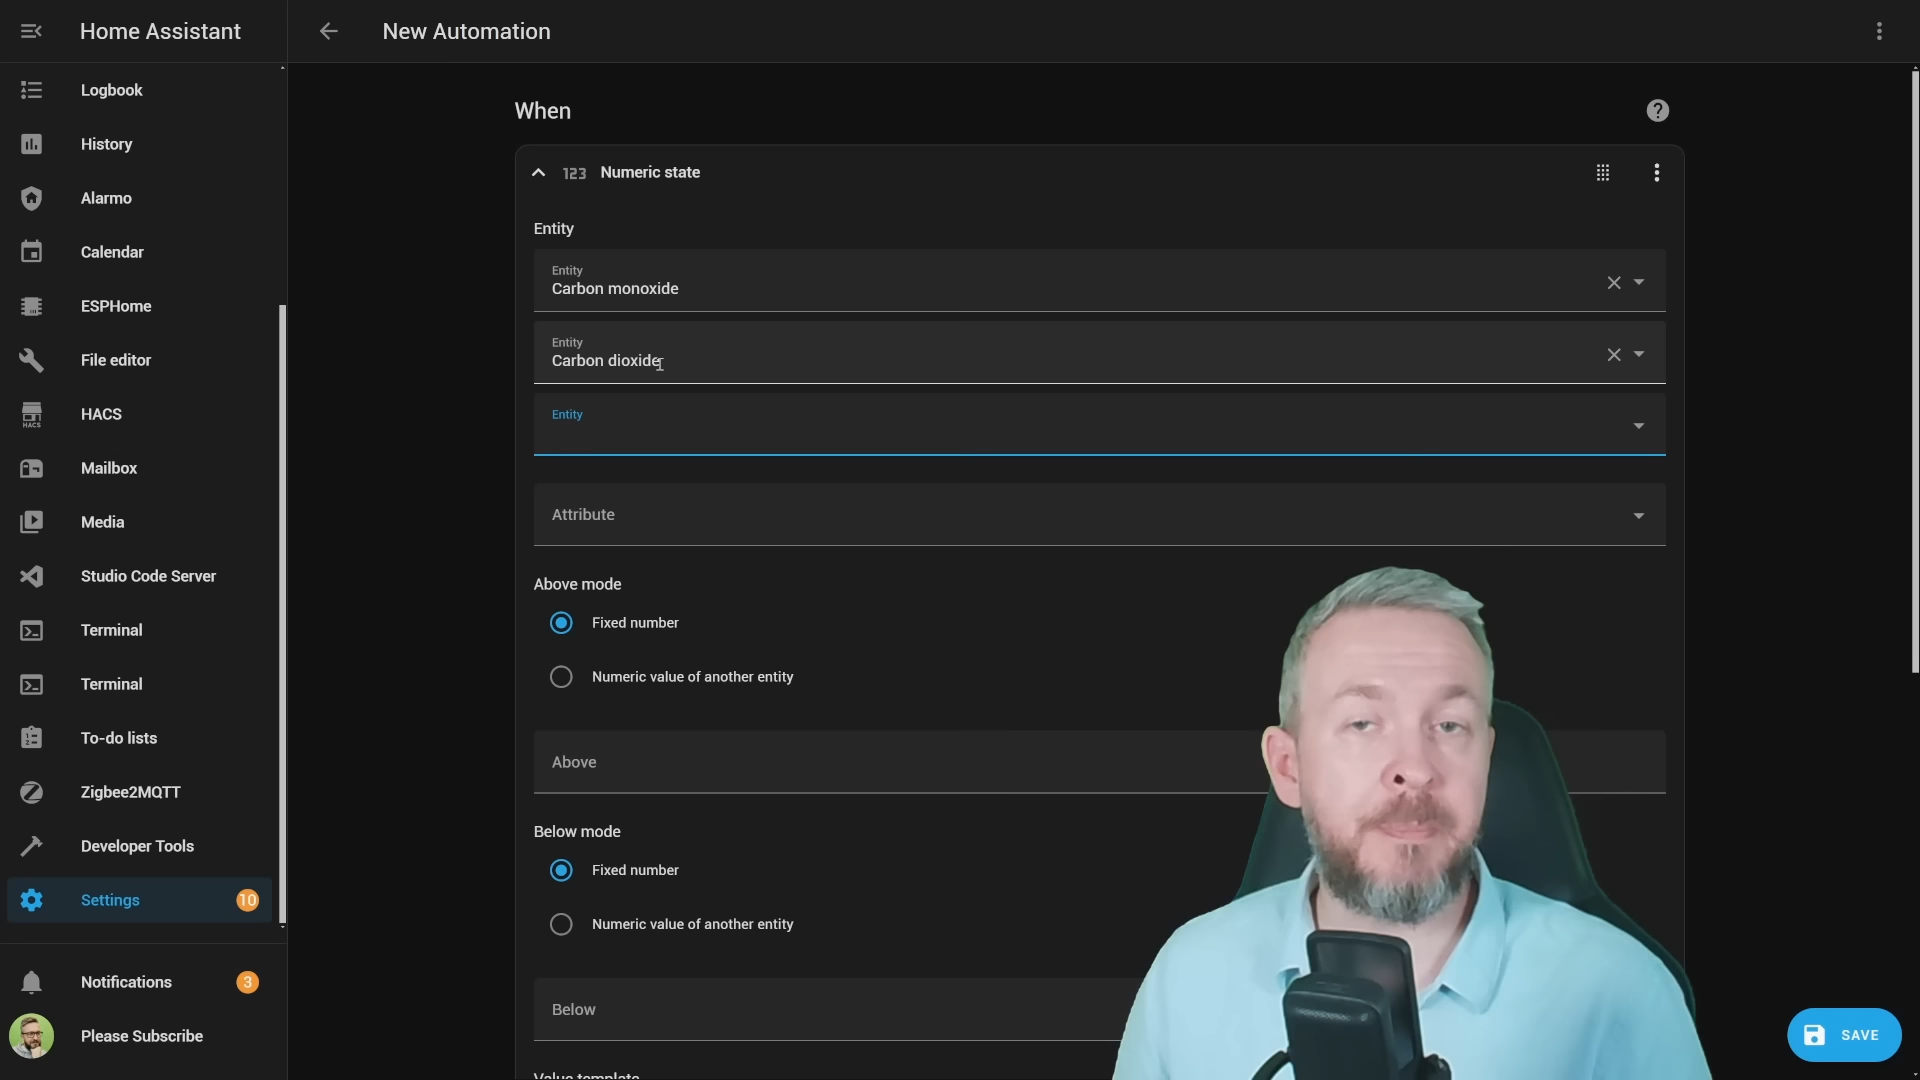 Home Assistant
New Automation
Logbook
History
Alarmo
Calendar
ESPHome
File editor
HACS
HACS
Mailbox
Media
Studio Code Server
Terminal
Terminal
To-do lists
Zigbee2MQTT
Developer Tools
Settings 10
Notifications 3
Please Subscribe
When
123 Numeric state
Entity
Entity
Carbon monoxide
Entity
Carbon dioxide
Entity
Attribute
Above mode
Fixed number
Numeric value of another entity
Above
Below mode
Fixed number
Numeric value of another entity
Below
Value template
SAVE